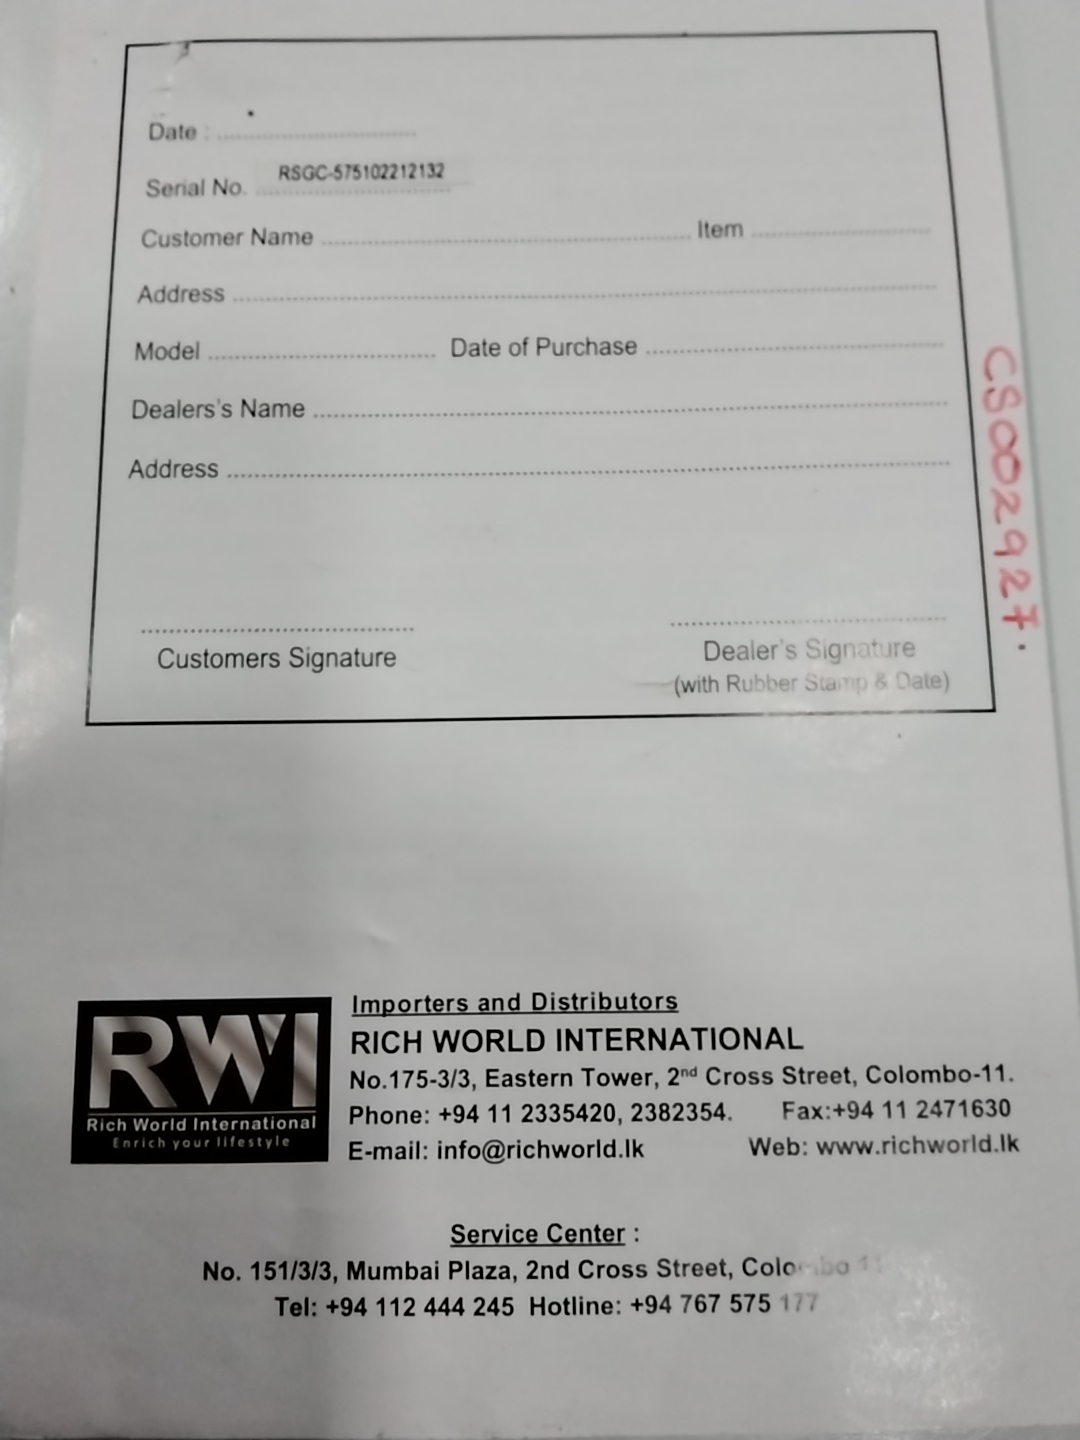 Date : ............
Serial No. RSGC-575102212132
Customer Name ............ Item ............
Address ............
Model ............ Date of Purchase ............
Dealers's Name ............
Address ............
Customers Signature
Dealer's Signature
(with Rubber Stamp & Date)
CS002927.
RWI
Rich World International
Enrich your lifestyle
Importers and Distributors
RICH WORLD INTERNATIONAL
No.175-3/3, Eastern Tower, 2nd Cross Street, Colombo-11.
Phone: +94 11 2335420, 2382354. Fax:+94 11 2471630
E-mail: info@richworld.lk Web: www.richworld.lk
Service Center :
No. 151/3/3, Mumbai Plaza, 2nd Cross Street, Colombo 11
Tel: +94 112 444 245 Hotline: +94 767 575 177